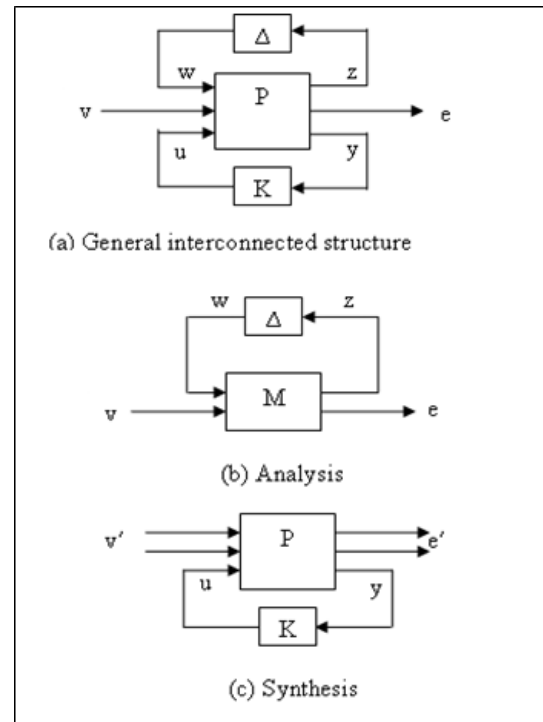 Δ
w z
P
v e
u y
K
(a) General interconnected structure
w z
Δ
M
v e
(b) Analysis
P
v' e'
u y
K
(c) Synthesis